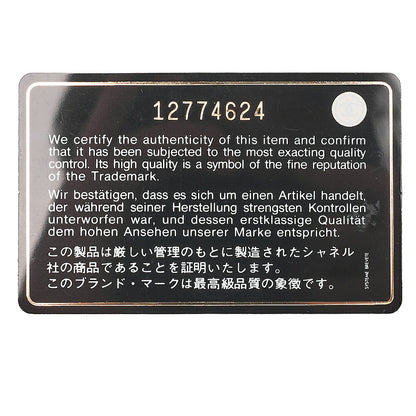 12774624
We certify the authenticity of this item and confirm
that it has been subjected to the most exacting quality
control. Its high quality is a symbol of the fine reputation
of the Trademark.
Wir bestätigen, dass es sich um einen Artikel handelt,
der während seiner Herstellung strengsten Kontrollen
unterworfen war, und dessen erstklassige Qualität
dem hohen Ansehen unserer Marke entspricht.
この製品は厳しい管理のもとに製造されたシャネル
社の商品であることを証明いたします。
このブランド・マークは最高級品質の象徴です。
SYSTEME BREVETE